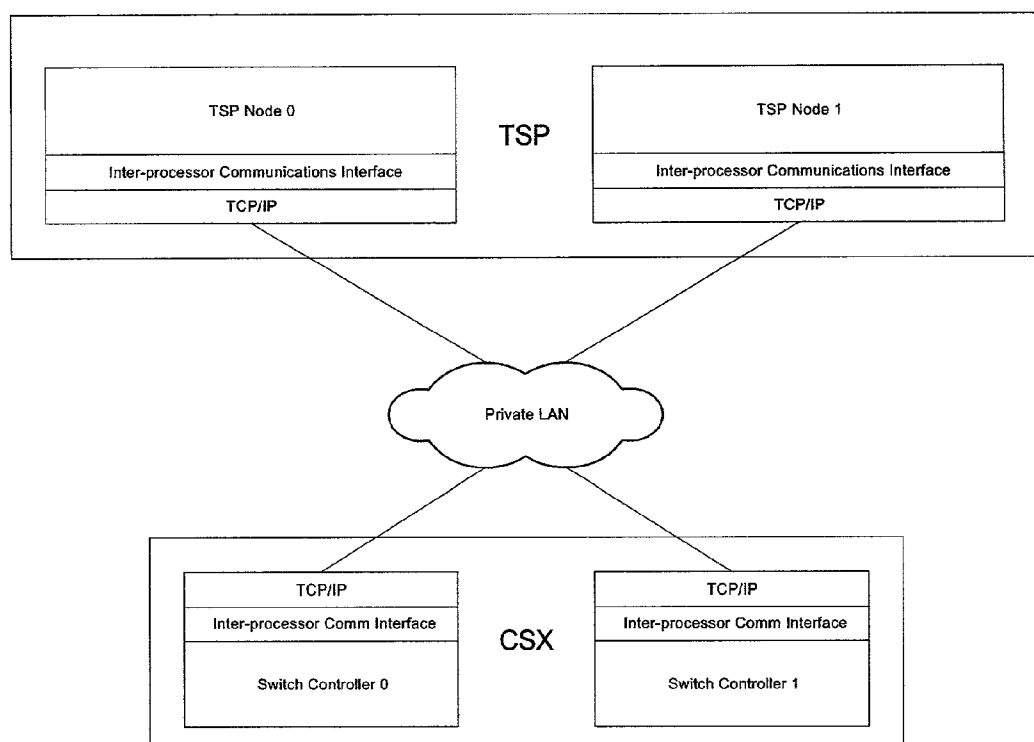 TSP Node 0
Inter-processor Communications Interface
TCP/IP
TSP
TSP Node 1
Inter-processor Communications Interface
TCP/IP
Private LAN
TCP/IP
Inter-processor Comm Interface
Switch Controller 0
CSX
TCP/IP
Inter-processor Comm Interface
Switch Controller 1